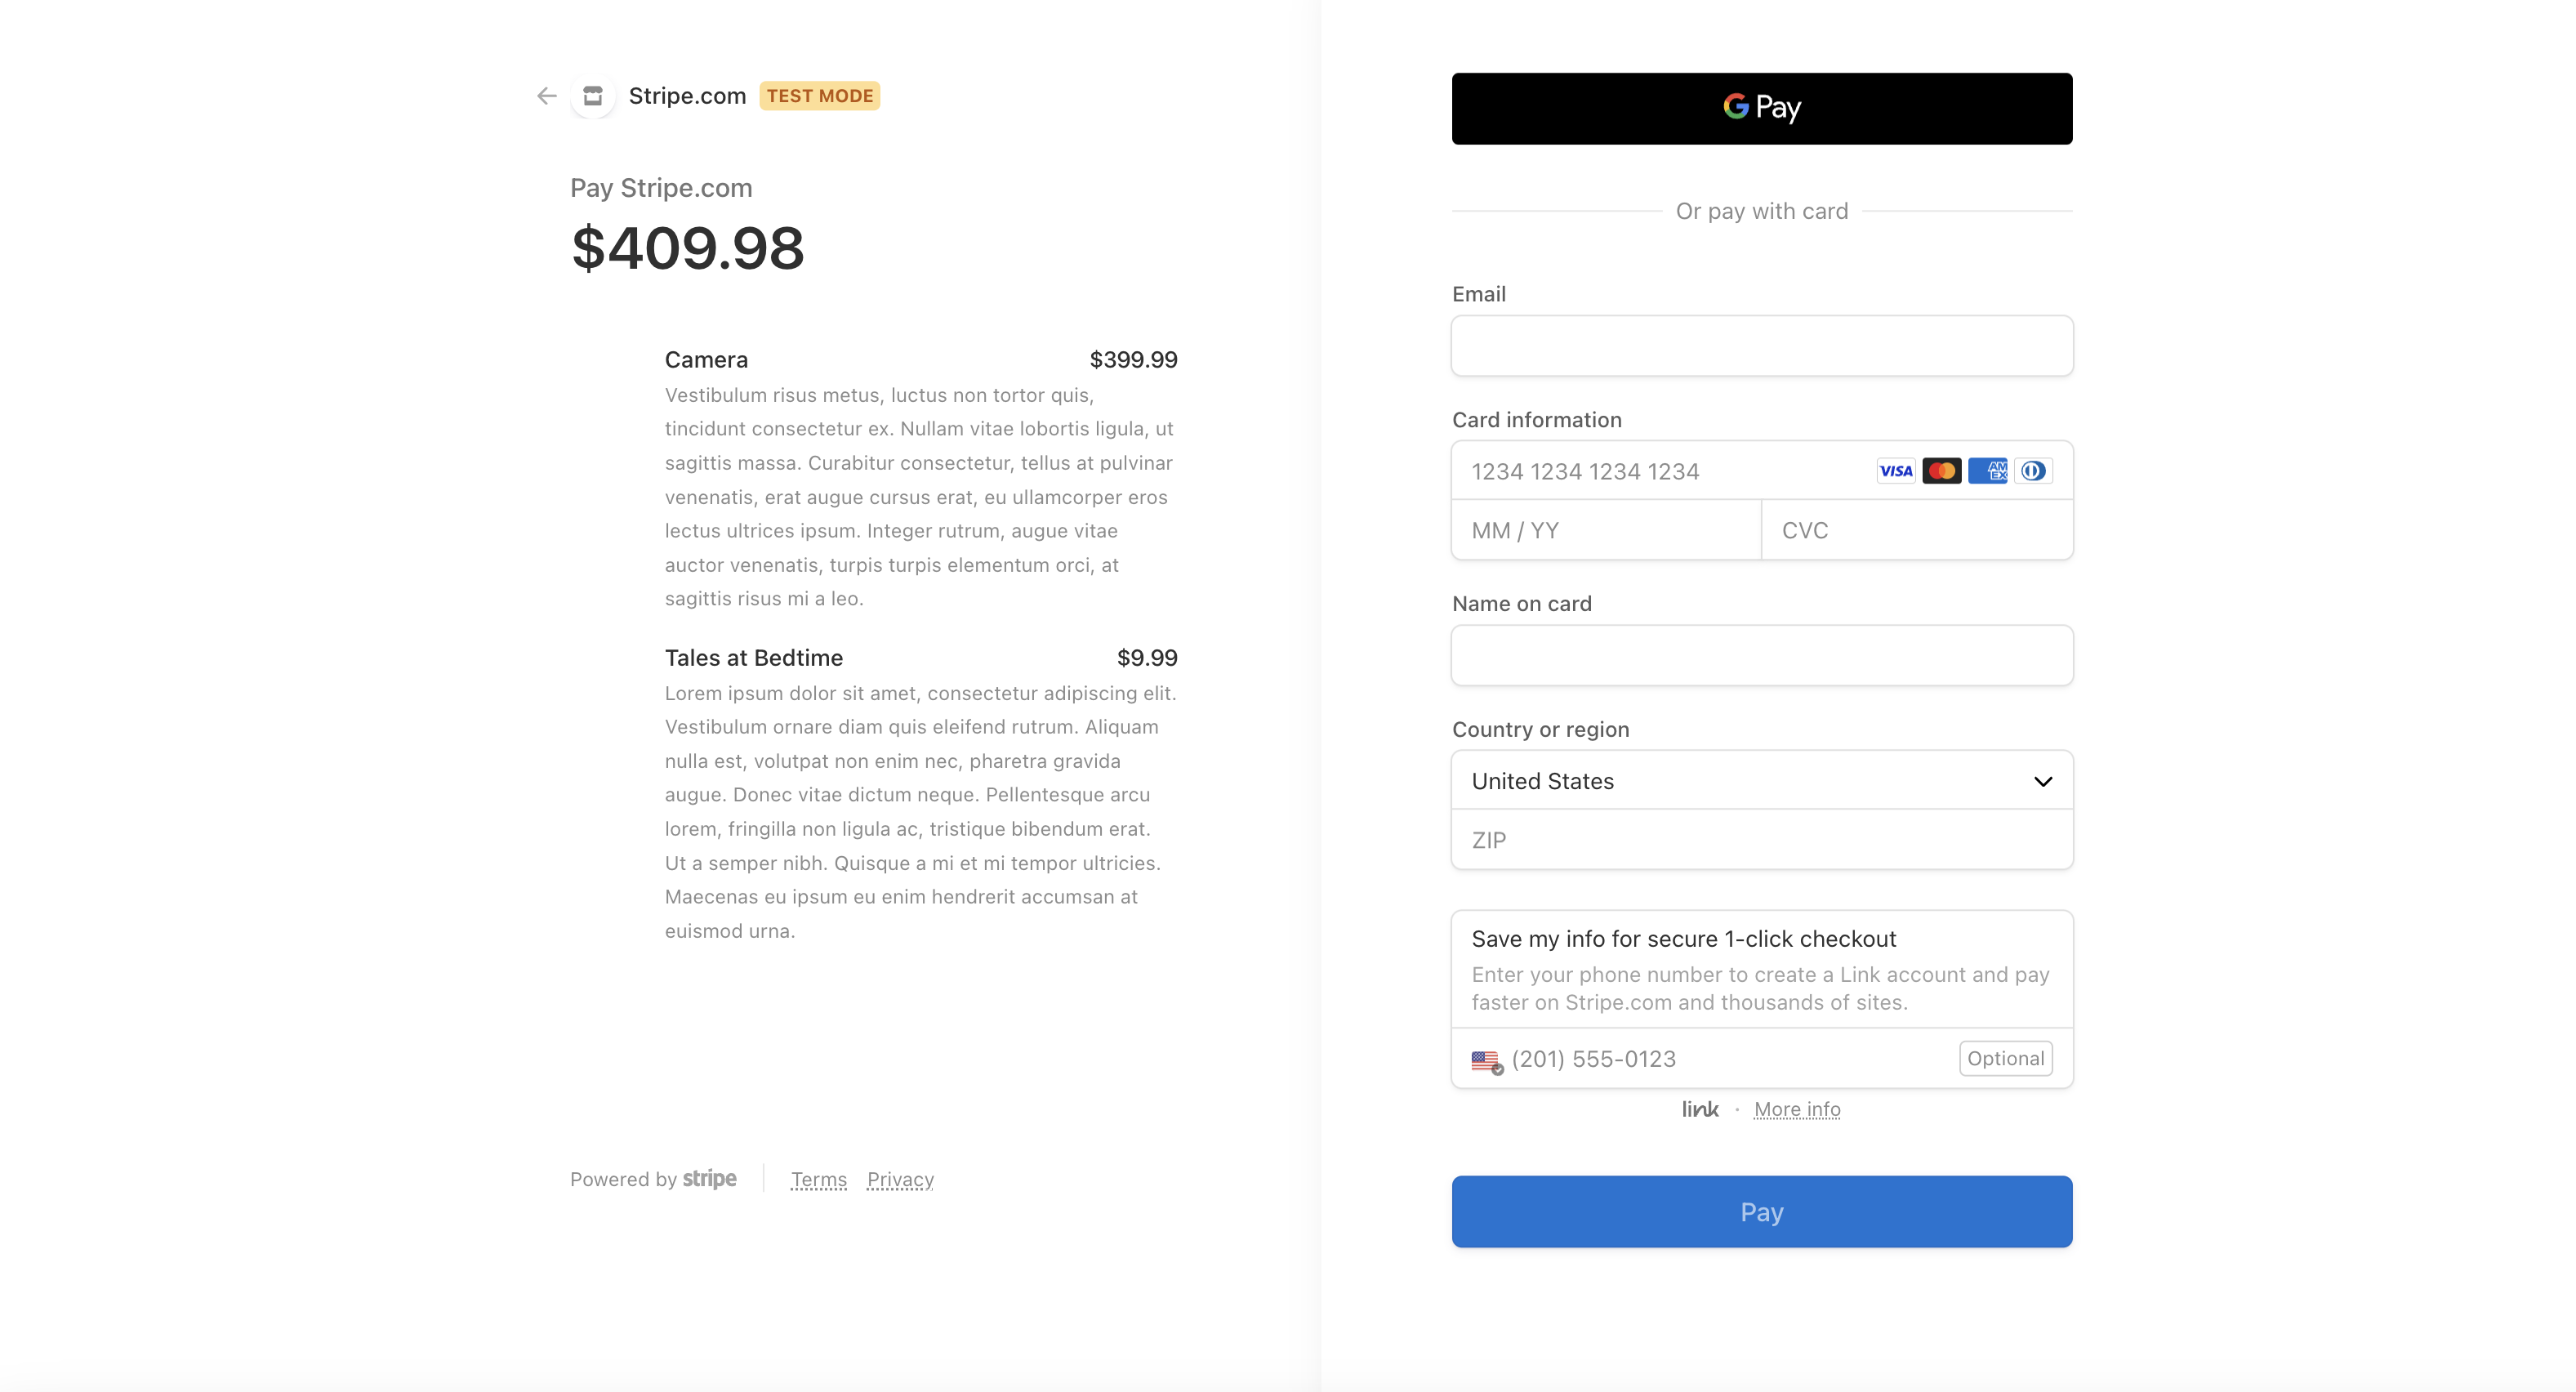 Stripe.com TEST MODE
Pay Stripe.com
$409.98
Camera $399.99
Vestibulum risus metus, luctus non tortor quis,
tincidunt consectetur ex. Nullam vitae lobortis ligula, ut
sagittis massa. Curabitur consectetur, tellus at pulvinar
venenatis, erat augue cursus erat, eu ullamcorper eros
lectus ultrices ipsum. Integer rutrum, augue vitae
auctor venenatis, turpis turpis elementum orci, at
sagittis risus mi a leo.
Tales at Bedtime $9.99
Lorem ipsum dolor sit amet, consectetur adipiscing elit.
Vestibulum ornare diam quis eleifend rutrum. Aliquam
nulla est, volutpat non enim nec, pharetra gravida
augue. Donec vitae dictum neque. Pellentesque arcu
lorem, fringilla non ligula ac, tristique bibendum erat.
Ut a semper nibh. Quisque a mi et mi tempor ultricies.
Maecenas eu ipsum eu enim hendrerit accumsan at
euismod urna.
Powered by stripe Terms Privacy
G Pay
Or pay with card
Email
Card information
1234 1234 1234 1234 VISA AMEX
MM / YY CVC
Name on card
Country or region
United States
ZIP
Save my info for secure 1-click checkout
Enter your phone number to create a Link account and pay
faster on Stripe.com and thousands of sites.
(201) 555-0123 Optional
link · More info
Pay